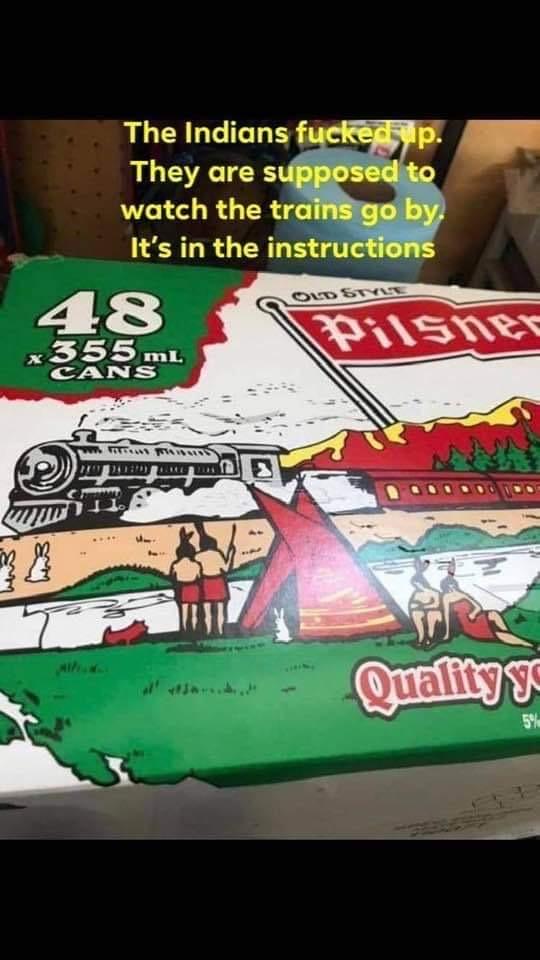 The Indians fucked up.
They are supposed to
watch the trains go by.
It’s in the instructions
48
x 355 mL
CANS
OLD STYLE
Pilsner
Quality
5%